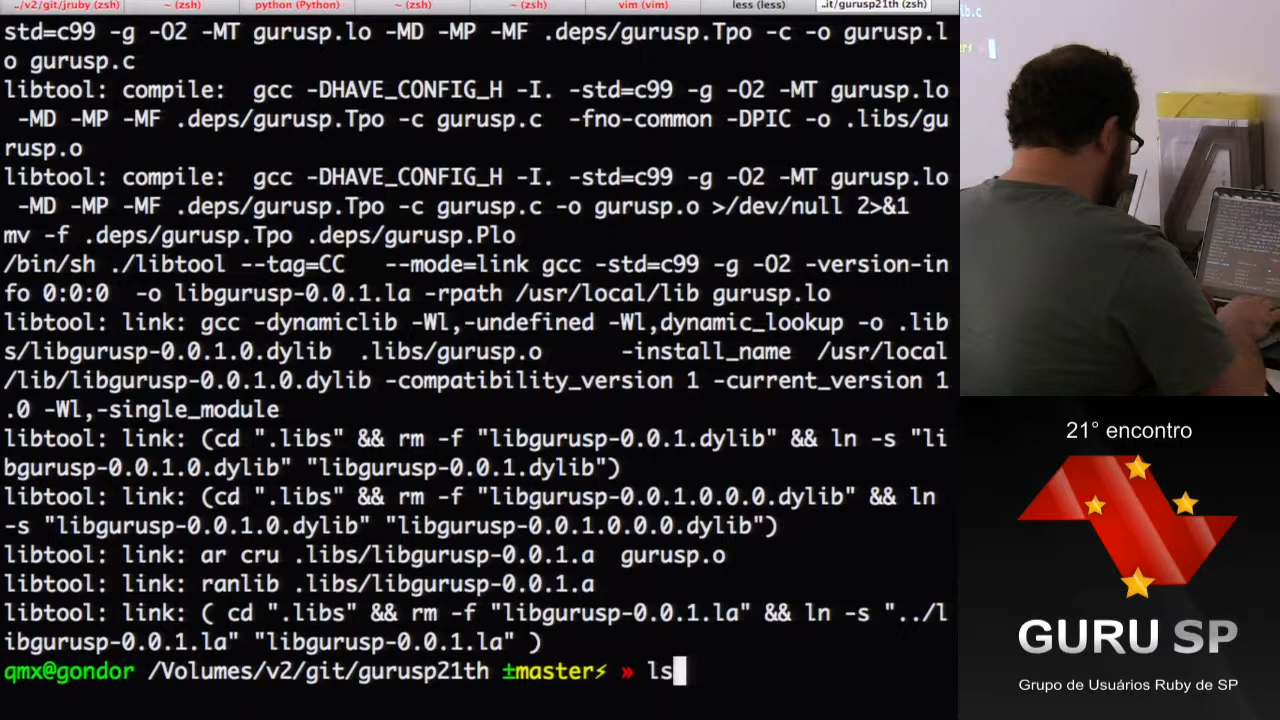 ../v2/git/jruby (zsh)
~ (zsh)
python (Python)
~ (zsh)
~ (zsh)
vim (vim)
less (less)
..it/gurusp21th (zsh)
std=c99 -g -O2 -MT gurusp.lo -MD -MP -MF .deps/gurusp.Tpo -c -o gurusp.l
o gurusp.c
libtool: compile:  gcc -DHAVE_CONFIG_H -I. -std=c99 -g -O2 -MT gurusp.lo
 -MD -MP -MF .deps/gurusp.Tpo -c gurusp.c  -fno-common -DPIC -o .libs/gu
rusp.o
libtool: compile:  gcc -DHAVE_CONFIG_H -I. -std=c99 -g -O2 -MT gurusp.lo
 -MD -MP -MF .deps/gurusp.Tpo -c gurusp.c -o gurusp.o >/dev/null 2>&1
mv -f .deps/gurusp.Tpo .deps/gurusp.Plo
/bin/sh ./libtool --tag=CC   --mode=link gcc -std=c99 -g -O2 -version-in
fo 0:0:0  -o libgurusp-0.0.1.la -rpath /usr/local/lib gurusp.lo
libtool: link: gcc -dynamiclib -Wl,-undefined -Wl,dynamic_lookup -o .lib
s/libgurusp-0.0.1.0.dylib  .libs/gurusp.o      -install_name  /usr/local
/lib/libgurusp-0.0.1.0.dylib -compatibility_version 1 -current_version 1
.0 -Wl,-single_module
libtool: link: (cd ".libs" && rm -f "libgurusp-0.0.1.dylib" && ln -s "li
bgurusp-0.0.1.0.dylib" "libgurusp-0.0.1.dylib")
libtool: link: (cd ".libs" && rm -f "libgurusp-0.0.1.0.0.0.dylib" && ln
-s "libgurusp-0.0.1.0.dylib" "libgurusp-0.0.1.0.0.0.dylib")
libtool: link: ar cru .libs/libgurusp-0.0.1.a  gurusp.o
libtool: link: ranlib .libs/libgurusp-0.0.1.a
libtool: link: ( cd ".libs" && rm -f "libgurusp-0.0.1.la" && ln -s "../l
ibgurusp-0.0.1.la" "libgurusp-0.0.1.la" )
qmx@gondor /Volumes/v2/git/gurusp21th ±master⚡ » ls
ib.c
21° encontro
GURU SP
Grupo de Usuários Ruby de SP